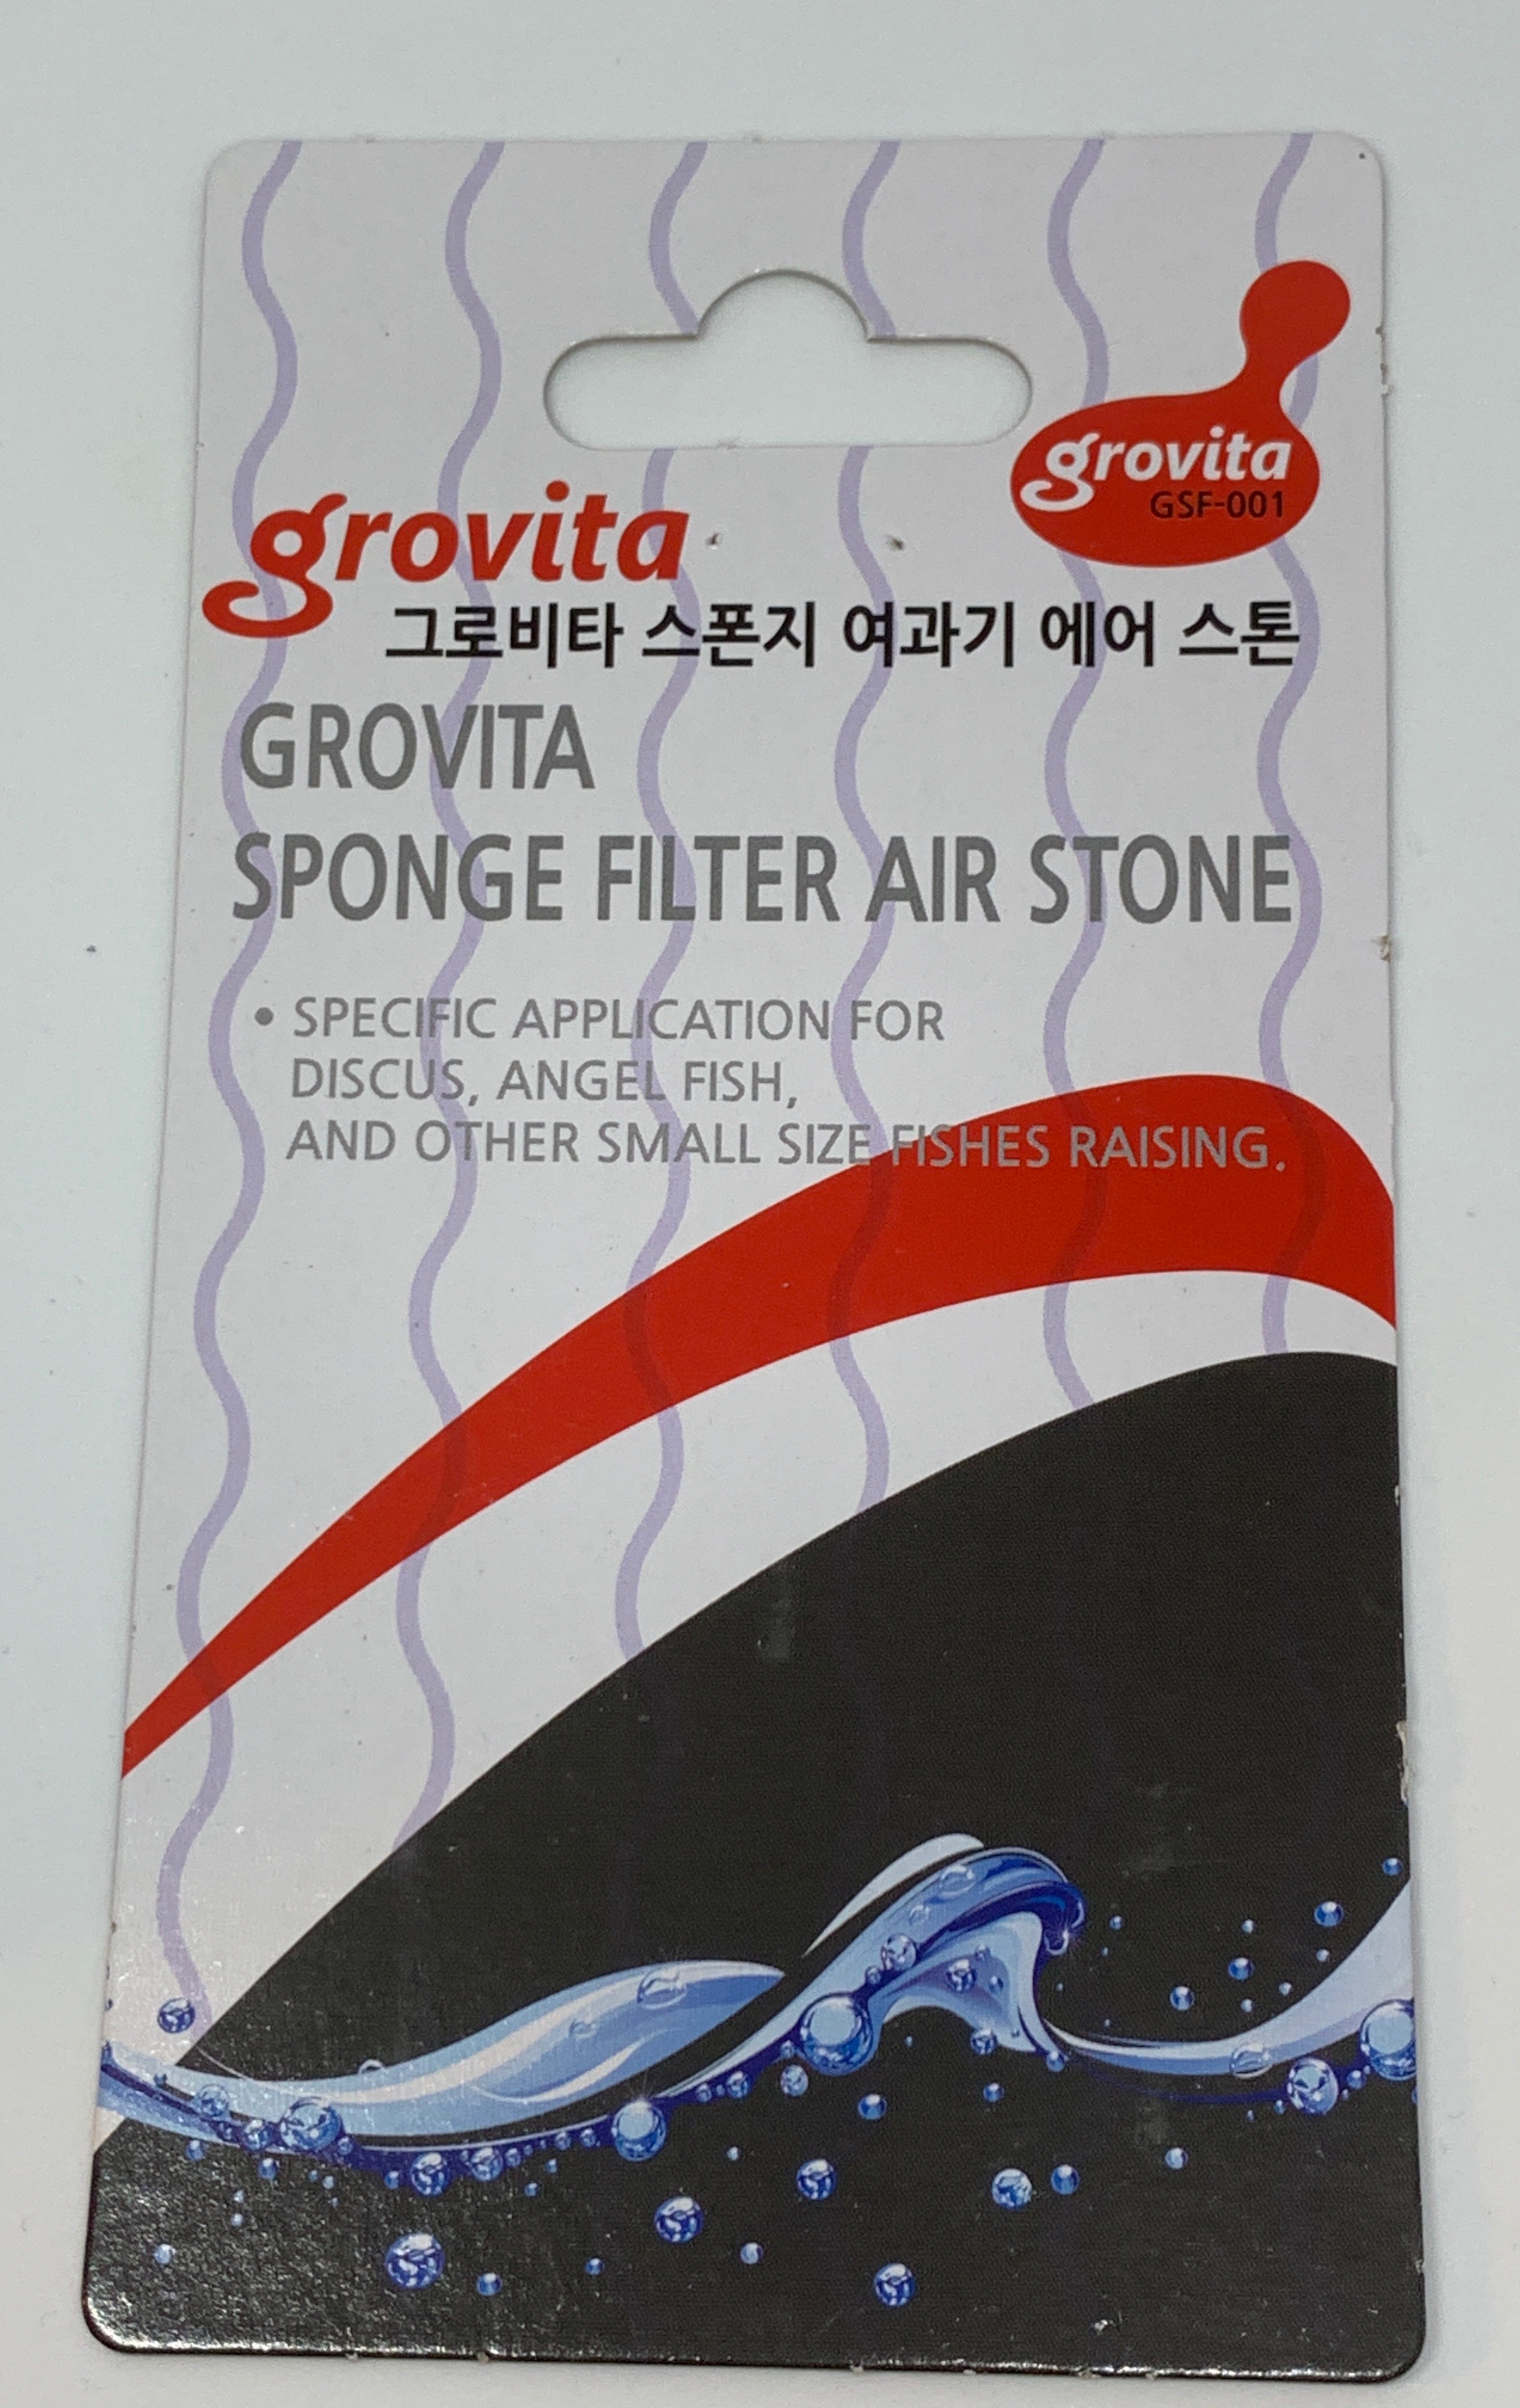 grovita
GSF-001
grovita
그로비타 스폰지 여과기 에어 스톤
GROVITA
SPONGE FILTER AIR STONE
• SPECIFIC APPLICATION FOR
DISCUS, ANGEL FISH,
AND OTHER SMALL SIZE FISHES RAISING.